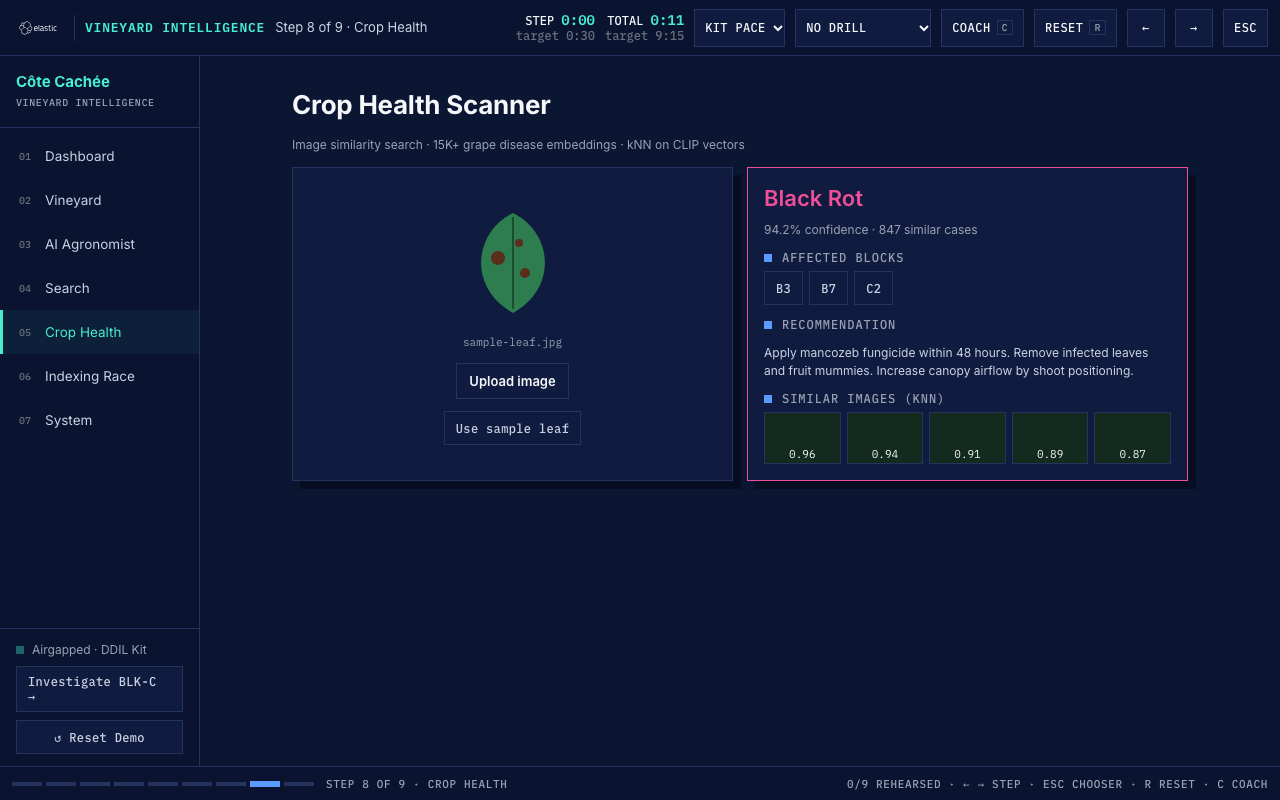 elastic
VINEYARD INTELLIGENCE Step 8 of 9 · Crop Health
STEP 0:00 TOTAL 0:11
target 0:30 target 9:15
KIT PACE
NO DRILL
COACH C
RESET R
←
→
ESC
Côte Cachée
VINEYARD INTELLIGENCE
01 Dashboard
02 Vineyard
03 AI Agronomist
04 Search
05 Crop Health
06 Indexing Race
07 System
Airgapped · DDIL Kit
Investigate BLK-C
→
↺ Reset Demo
Crop Health Scanner
Image similarity search · 15K+ grape disease embeddings · kNN on CLIP vectors
sample-leaf.jpg
Upload image
Use sample leaf
Black Rot
94.2% confidence · 847 similar cases
AFFECTED BLOCKS
B3 B7 C2
RECOMMENDATION
Apply mancozeb fungicide within 48 hours. Remove infected leaves
and fruit mummies. Increase canopy airflow by shoot positioning.
SIMILAR IMAGES (KNN)
0.96 0.94 0.91 0.89 0.87
STEP 8 OF 9 · CROP HEALTH
0/9 REHEARSED · ← → STEP · ESC CHOOSER · R RESET · C COACH